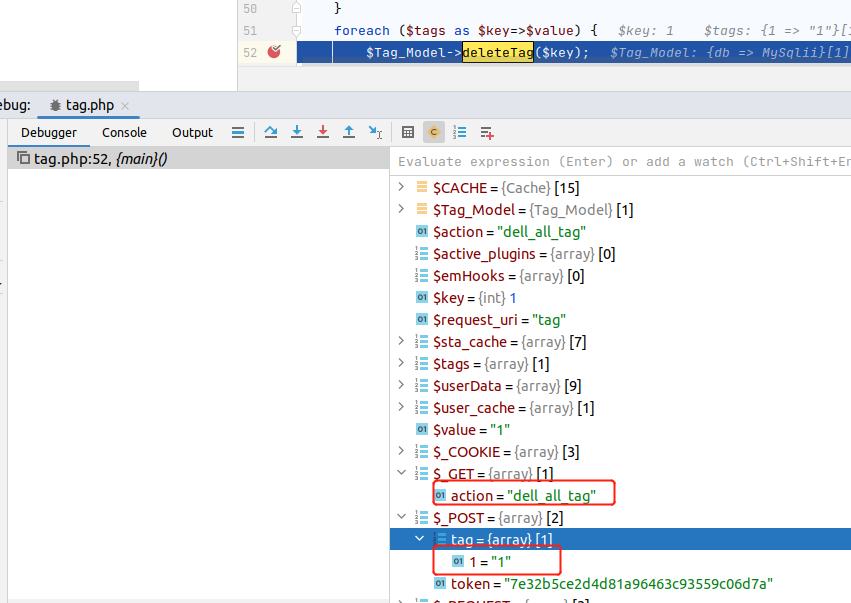 50 }
51 foreach ($tags as $key=>$value) { $key: 1 $tags: {1 => "1"}[1
52 $Tag_Model->deleteTag($key); $Tag_Model: {db => MySqlii}[1]
ebug: tag.php ×
Debugger Console Output
tag.php:52, {main}()
Evaluate expression (Enter) or add a watch (Ctrl+Shift+En
$CACHE = {Cache} [15]
$Tag_Model = {Tag_Model} [1]
$action = "dell_all_tag"
$active_plugins = {array} [0]
$emHooks = {array} [0]
$key = {int} 1
$request_uri = "tag"
$sta_cache = {array} [7]
$tags = {array} [1]
$userData = {array} [9]
$user_cache = {array} [1]
$value = "1"
$_COOKIE = {array} [3]
$_GET = {array} [1]
action = "dell_all_tag"
$_POST = {array} [2]
tag = {array} [1]
1 = "1"
token = "7e32b5ce2d4d81a96463c93559c06d7a"